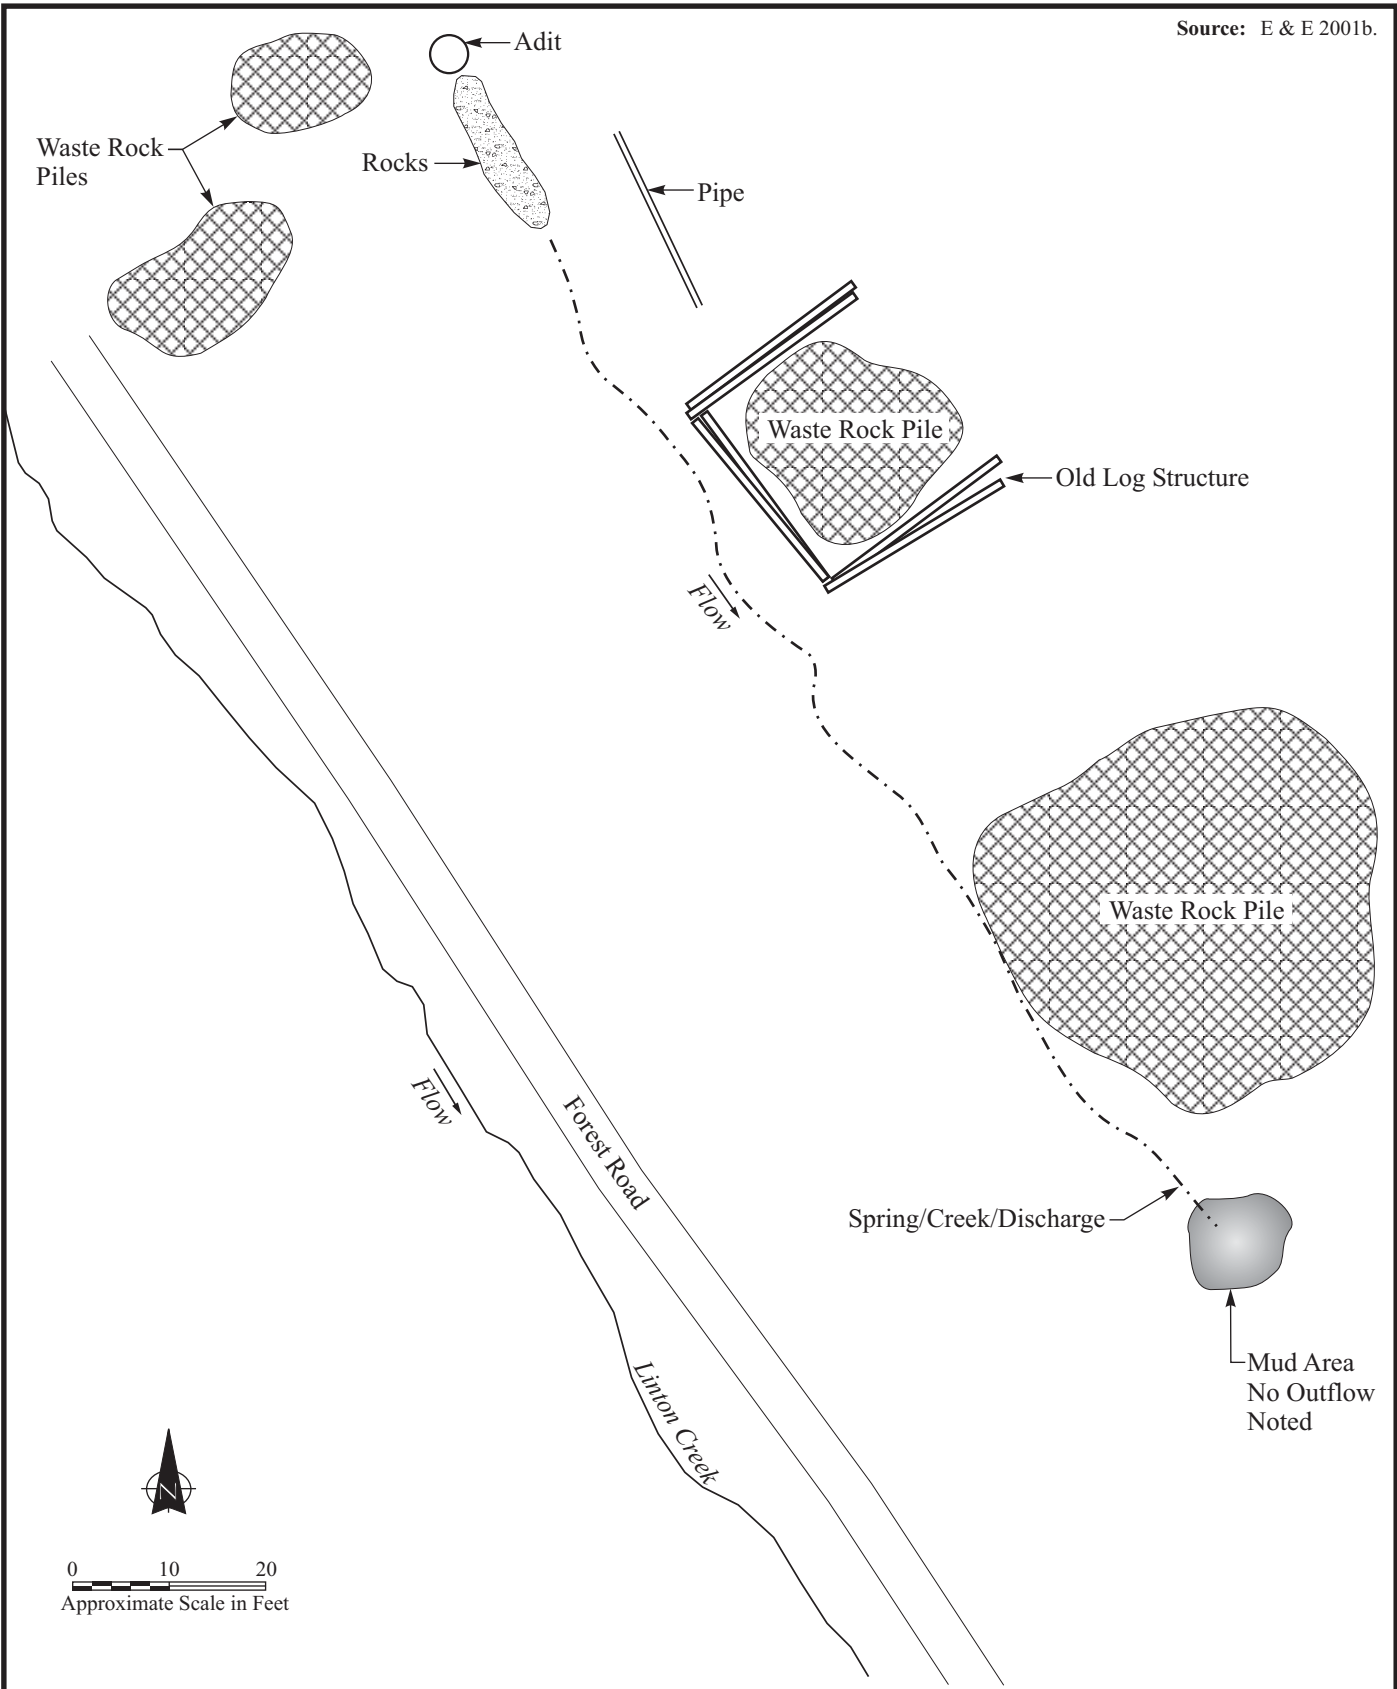 Source: E & E 2001b.
Adit
Waste Rock
Piles
Rocks
Pipe
Waste Rock Pile
Old Log Structure
Flow
Waste Rock Pile
Flow
Forest Road
Spring/Creek/Discharge
Mud Area
No Outflow
Noted
Linton Creek
N
0 10 20
Approximate Scale in Feet